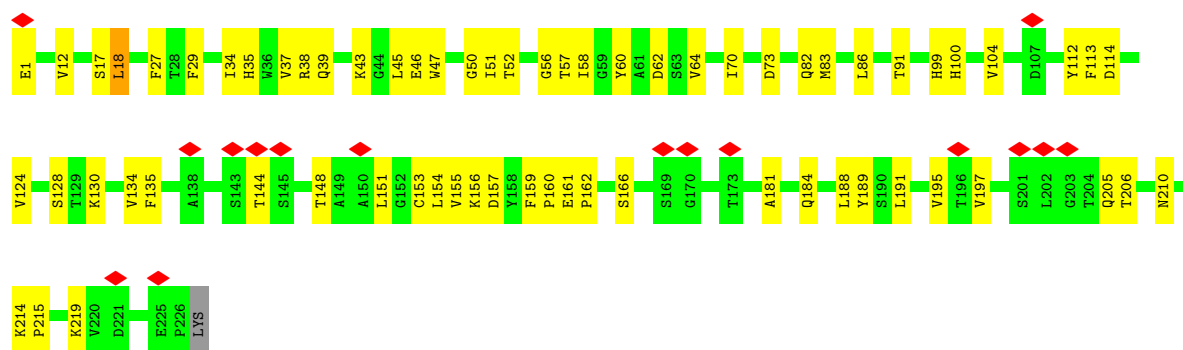 E1 V12 S17 L18 F27 T28 F29 I34 H35 W36 V37 R38 Q39 K43 G44 L45 E46 W47 G50 I51 T52 G56 T57 I58 G59 Y60 A61 D62 S63 V64 I70 D73 Q82 M83 L86 T91 H99 H100 V104 D107 Y112 F113 D114
V124 S128 T129 K130 V134 F135 A138 S143 T144 S145 T148 A149 A150 L151 G152 C153 L154 V155 K156 D157 Y158 F159 P160 E161 P162 S166 S169 G170 T173 A181 Q184 L188 Y189 S190 L191 V195 T196 V197 S201 L202 G203 T204 Q205 T206 N210
K214 P215 K219 V220 D221 E225 P226 LYS